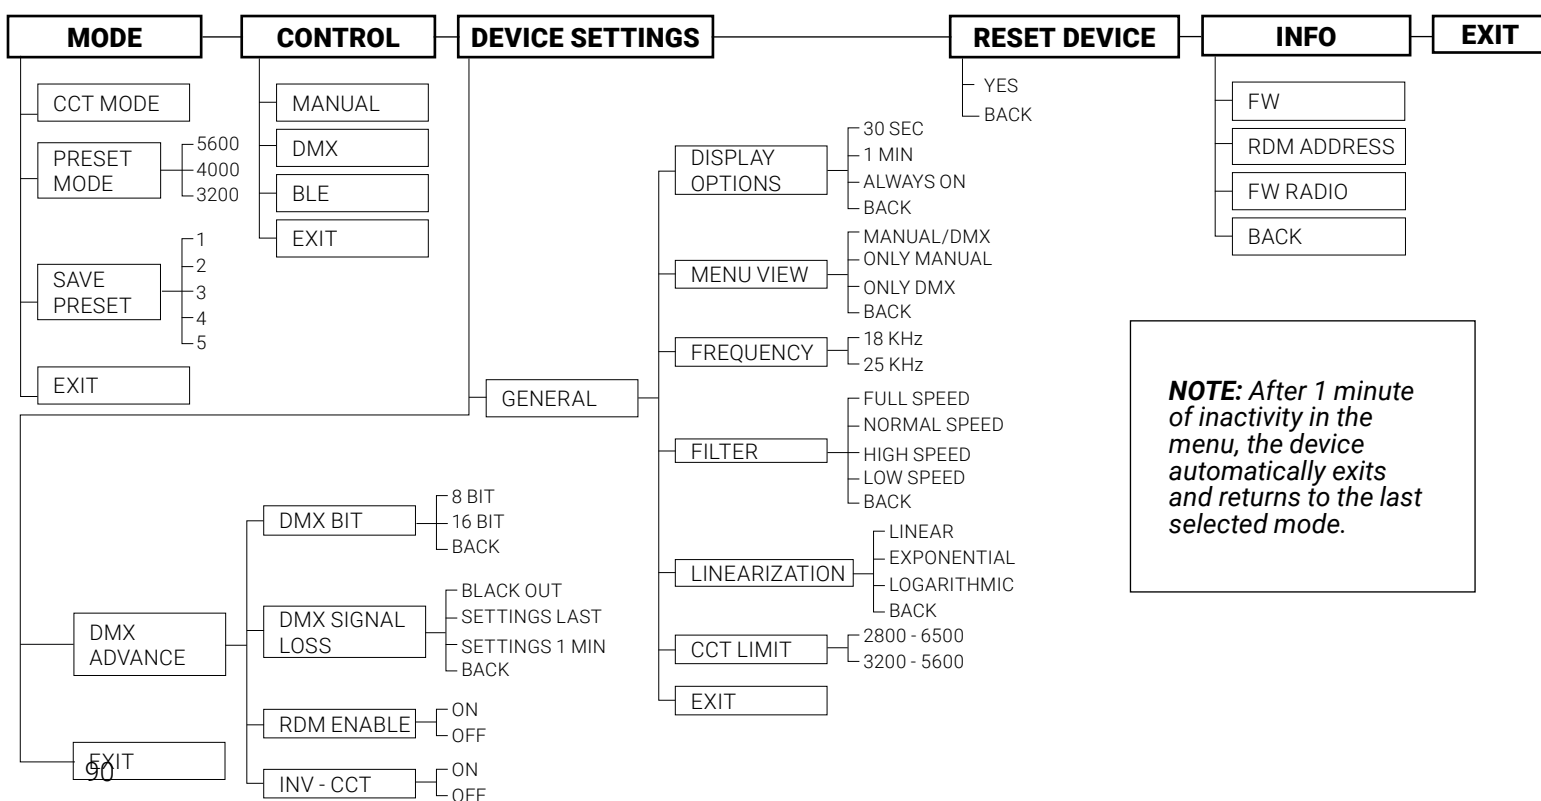 MODE
CONTROL
DEVICE SETTINGS
RESET DEVICE
INFO
EXIT
CCT MODE
PRESET
MODE
5600
4000
3200
SAVE
PRESET
1
2
3
4
5
EXIT
MANUAL
DMX
BLE
EXIT
GENERAL
DISPLAY
OPTIONS
30 SEC
1 MIN
ALWAYS ON
BACK
MENU VIEW
MANUAL/DMX
ONLY MANUAL
ONLY DMX
BACK
FREQUENCY
18 KHz
25 KHz
FILTER
FULL SPEED
NORMAL SPEED
HIGH SPEED
LOW SPEED
BACK
LINEARIZATION
LINEAR
EXPONENTIAL
LOGARITHMIC
BACK
CCT LIMIT
2800 - 6500
3200 - 5600
EXIT
DMX
ADVANCE
DMX BIT
8 BIT
16 BIT
BACK
DMX SIGNAL
LOSS
BLACK OUT
SETTINGS LAST
SETTINGS 1 MIN
BACK
RDM ENABLE
ON
OFF
INV - CCT
ON
OFF
EXIT
90
YES
BACK
FW
RDM ADDRESS
FW RADIO
BACK
NOTE: After 1 minute
of inactivity in the
menu, the device
automatically exits
and returns to the last
selected mode.